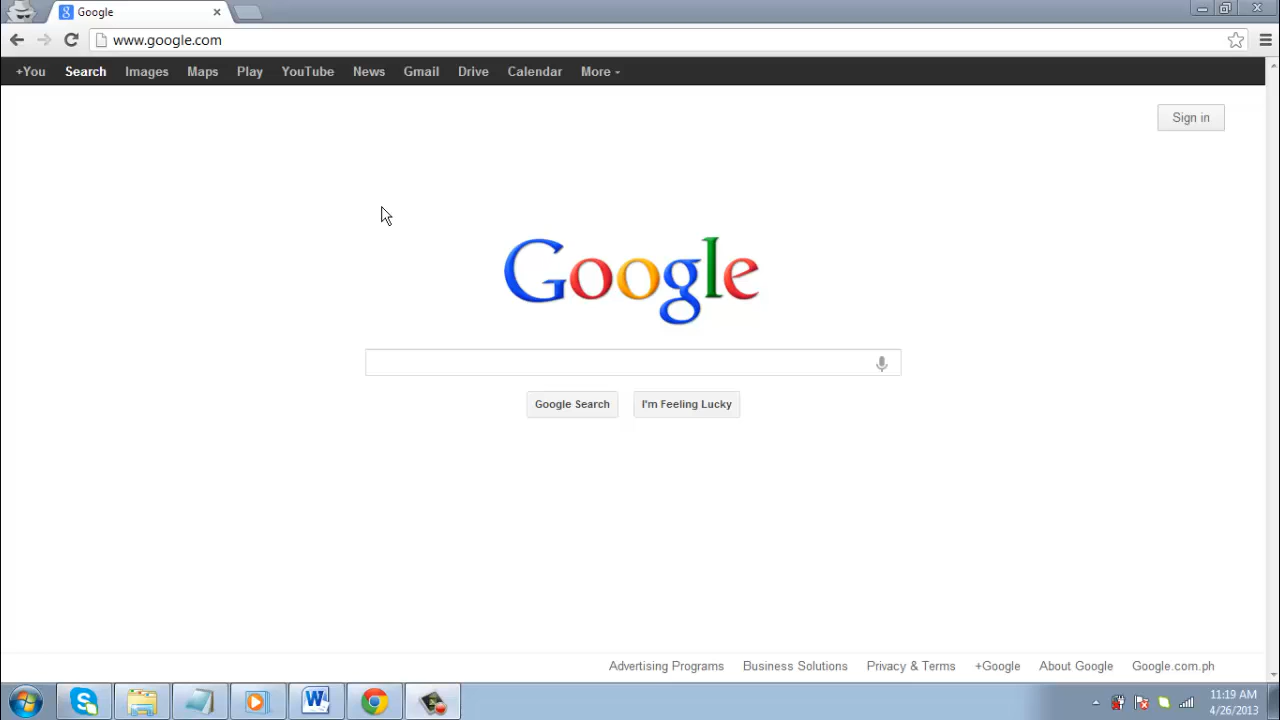 Google
www.google.com
+You Search Images Maps Play YouTube News Gmail Drive Calendar More
Sign in
Google
Google Search I'm Feeling Lucky
Advertising Programs Business Solutions Privacy & Terms +Google About Google Google.com.ph
11:19 AM
4/26/2013